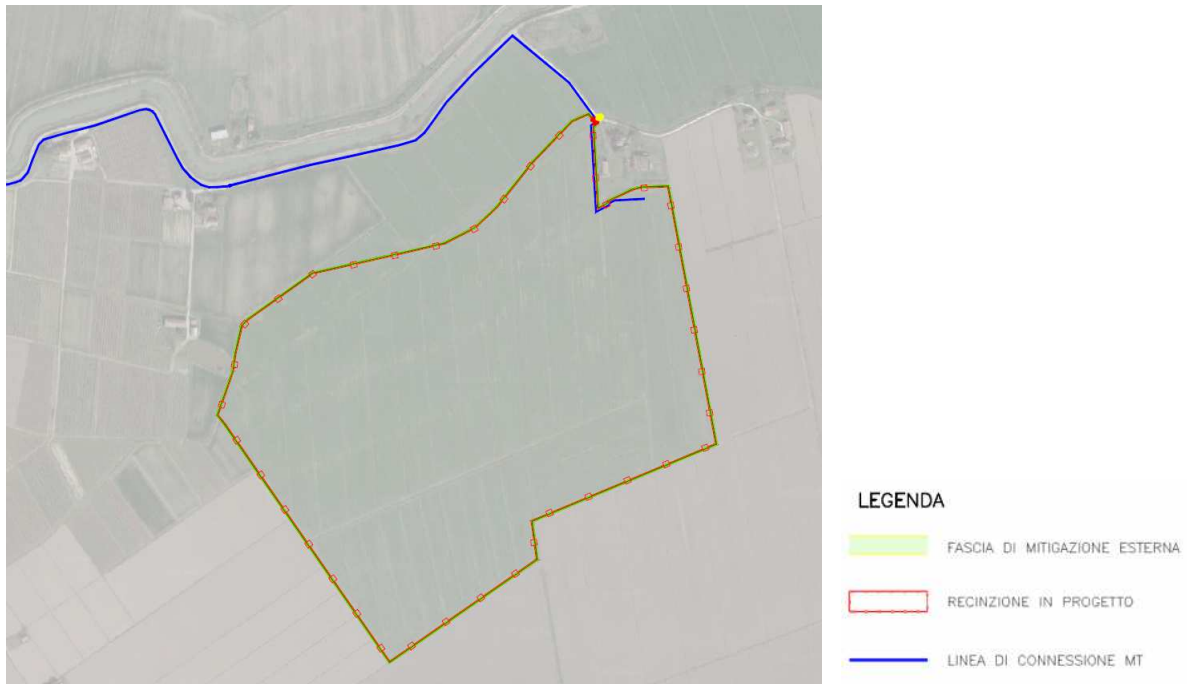 LEGENDA
FASCIA DI MITIGAZIONE ESTERNA
RECINZIONE IN PROGETTO
LINEA DI CONNESSIONE MT